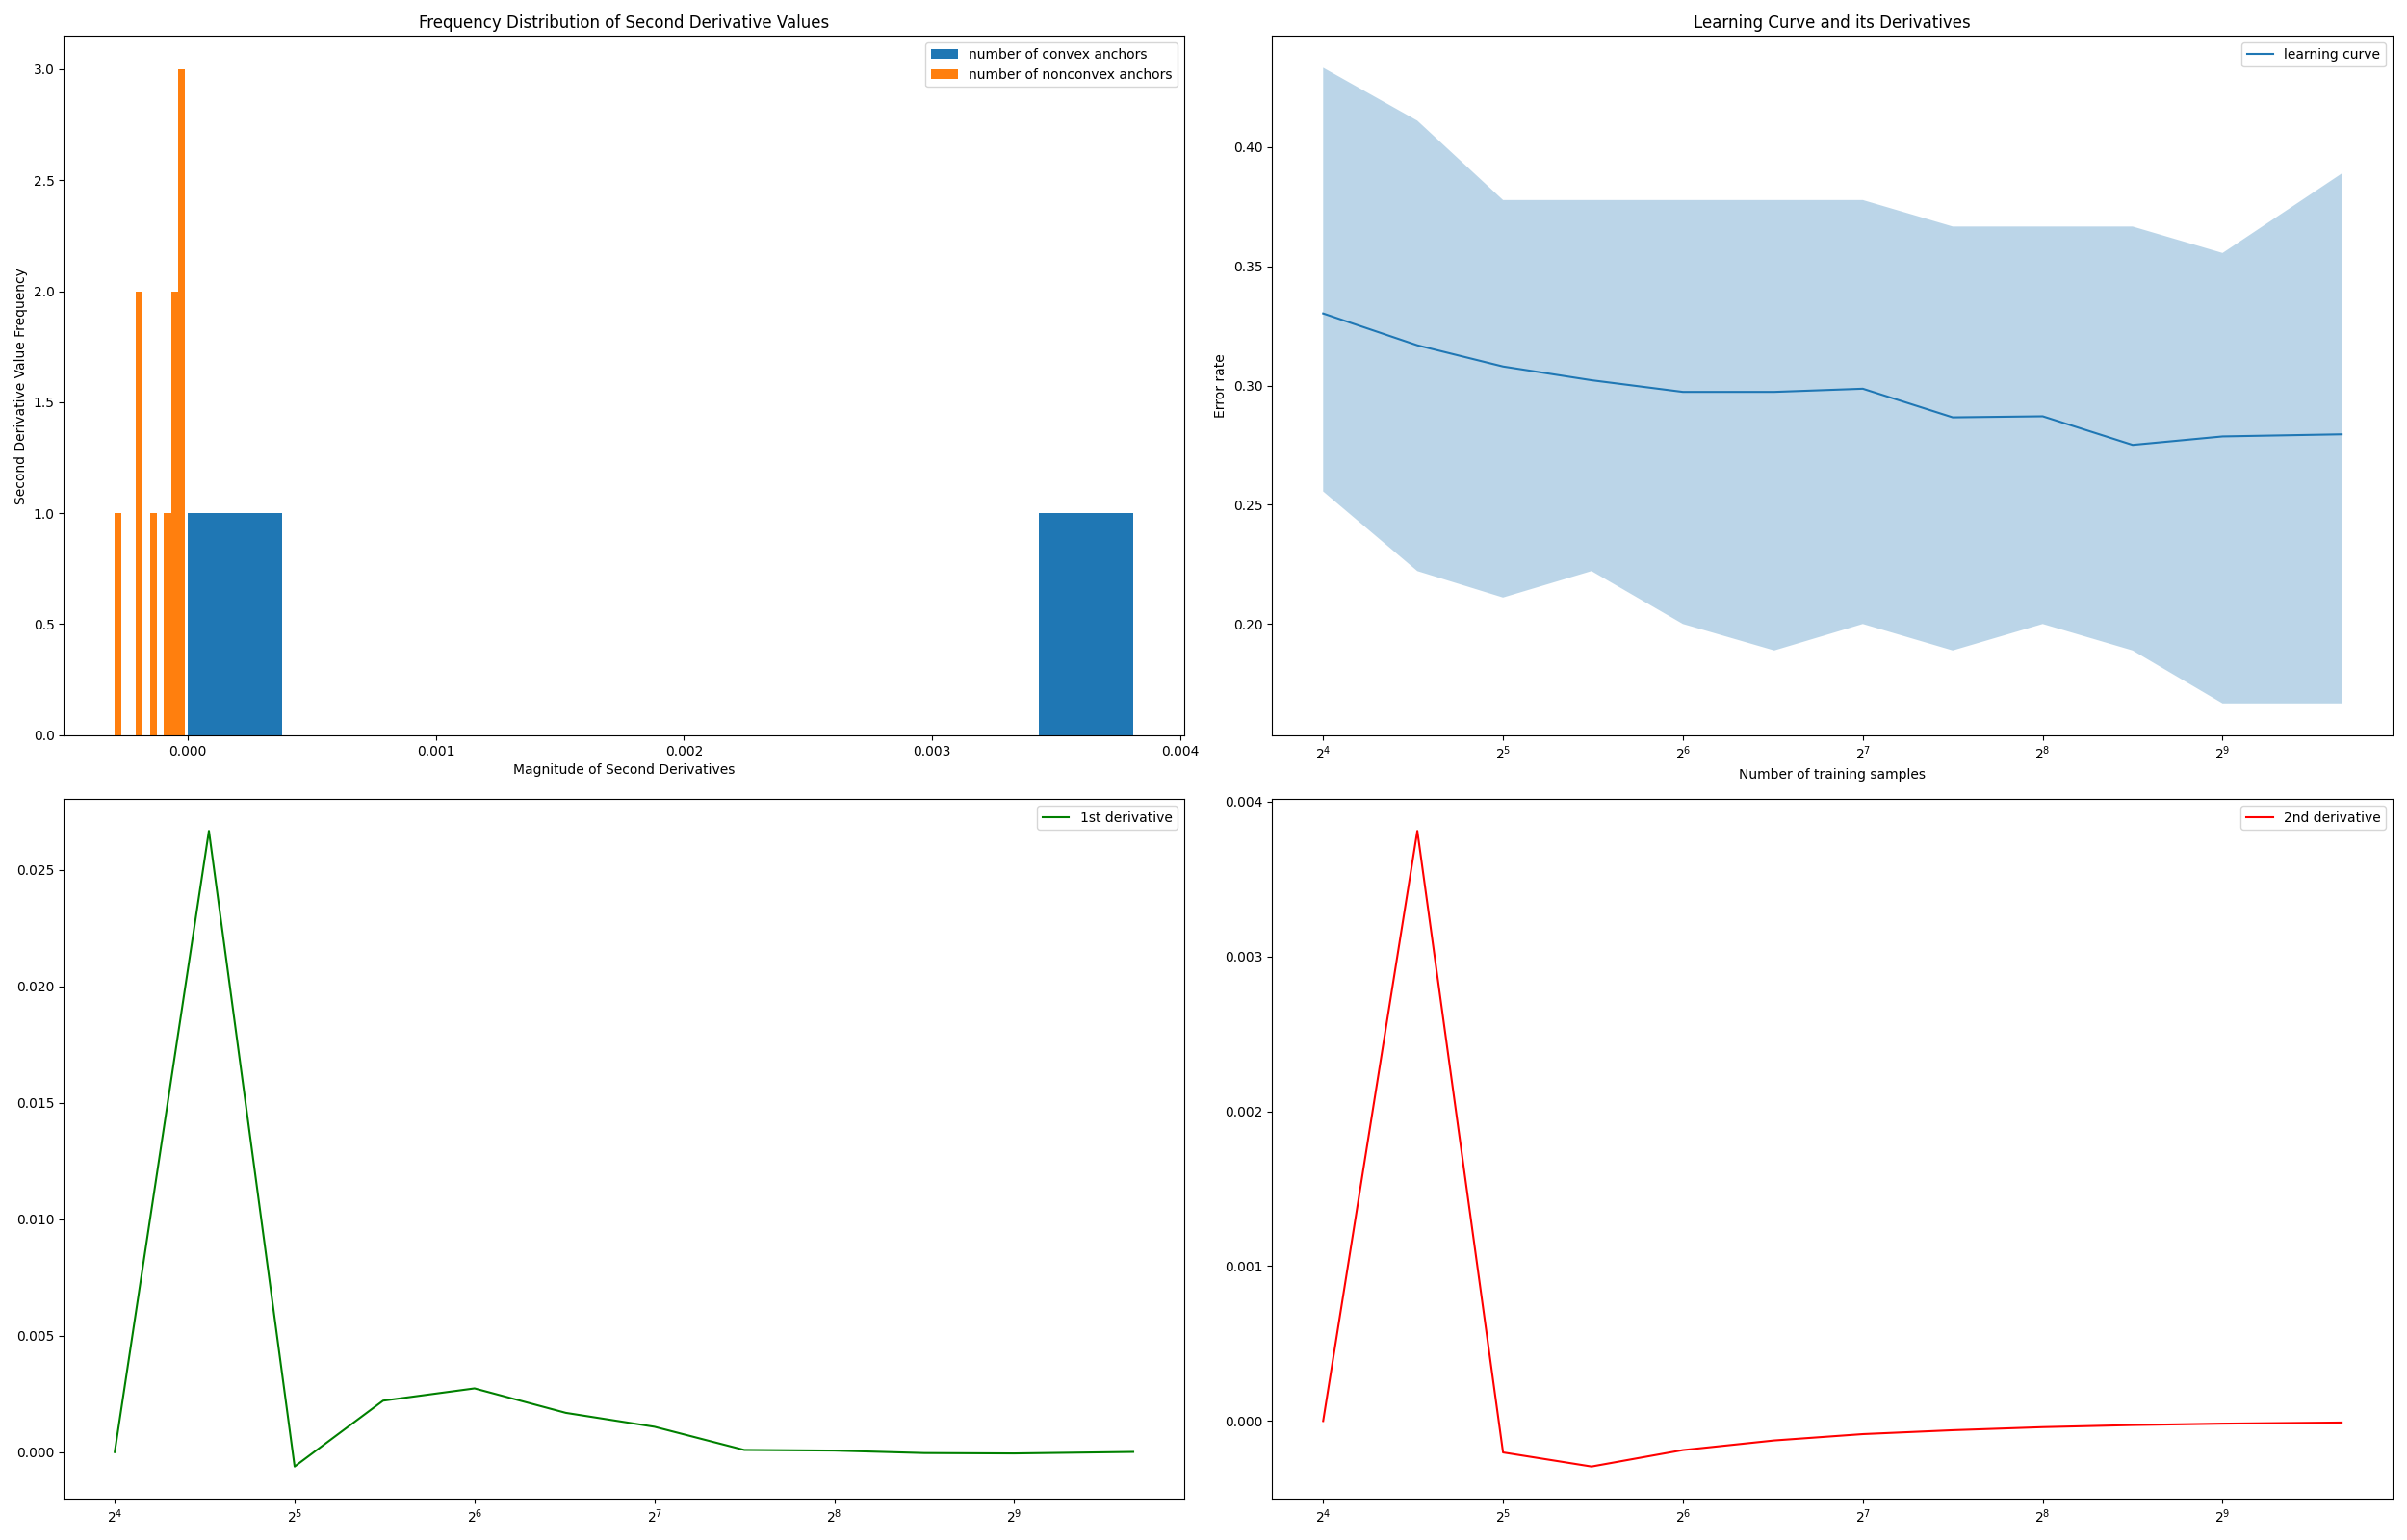 Frequency Distribution of Second Derivative Values
number of convex anchors
number of nonconvex anchors
Second Derivative Value Frequency
3.0
2.5
2.0
1.5
1.0
0.5
0.0
0.000 0.001 0.002 0.003 0.004
Magnitude of Second Derivatives
Learning Curve and its Derivatives
learning curve
Error rate
0.40
0.35
0.30
0.25
0.20
2⁴ 2⁵ 2⁶ 2⁷ 2⁸ 2⁹
Number of training samples
1st derivative
0.025
0.020
0.015
0.010
0.005
0.000
2⁴ 2⁵ 2⁶ 2⁷ 2⁸ 2⁹
2nd derivative
0.004
0.003
0.002
0.001
0.000
2⁴ 2⁵ 2⁶ 2⁷ 2⁸ 2⁹